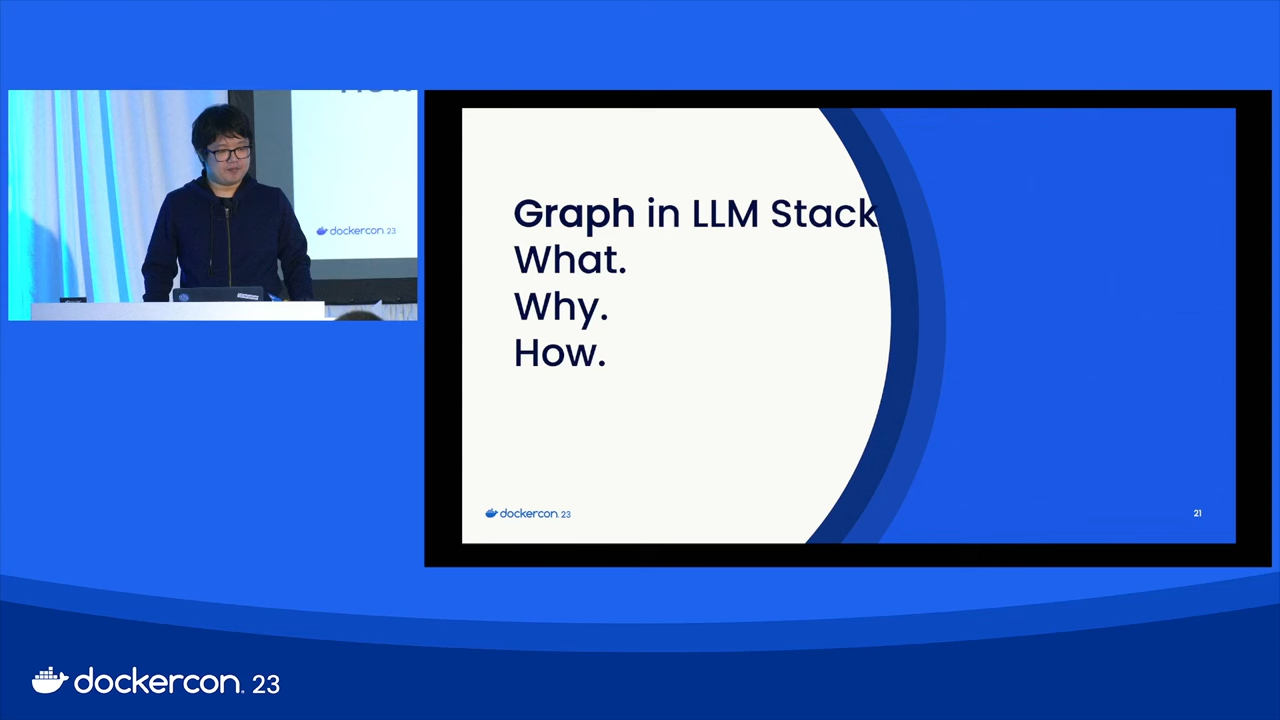 dockercon. 23
Graph in LLM Stack
What.
Why.
How.
dockercon. 23
21
dockercon. 23